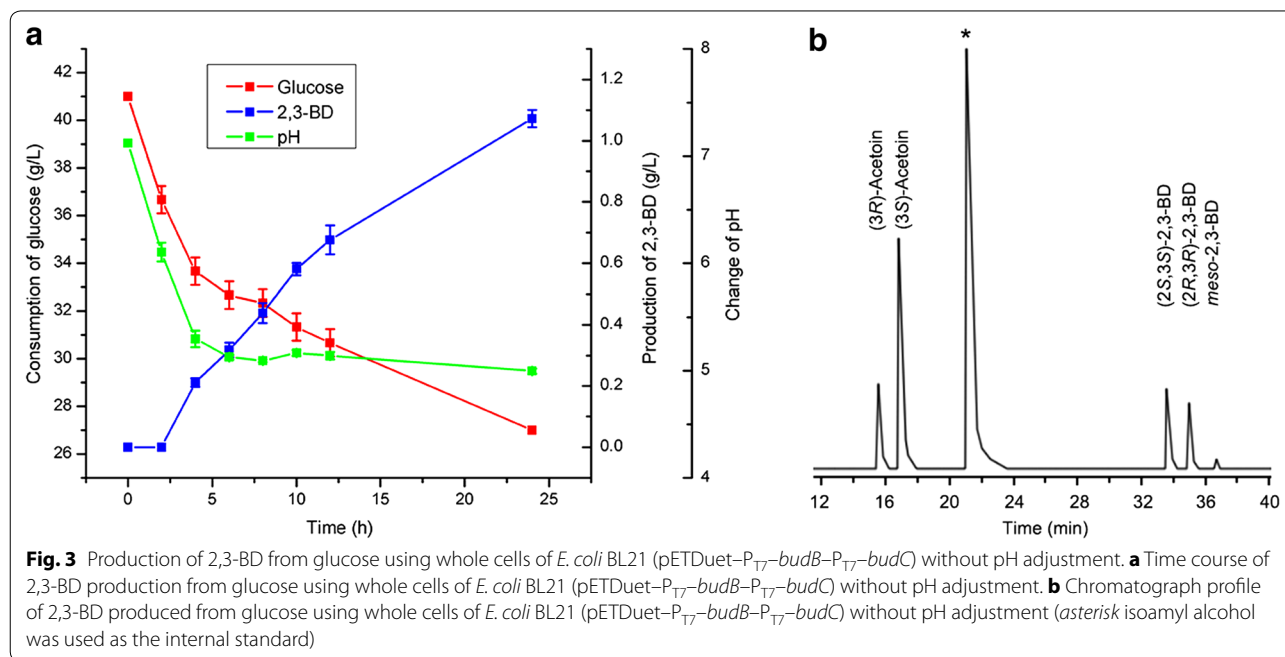 a
Glucose
2,3-BD
pH
Consumption of glucose (g/L)
42
40
38
36
34
32
30
28
26
0
5
10
15
20
25
Time (h)
Production of 2,3-BD (g/L)
1.2
1.0
0.8
0.6
0.4
0.2
0.0
Change of pH
8
7
6
5
4
b
*
(3R)-Acetoin
(3S)-Acetoin
(2S,3S)-2,3-BD
(2R,3R)-2,3-BD
meso-2,3-BD
12
16
20
24
28
32
36
40
Time (min)
Fig. 3 Production of 2,3-BD from glucose using whole cells of E. coli BL21 (pETDuet–PT7–budB–PT7–budC) without pH adjustment. a Time course of
2,3-BD production from glucose using whole cells of E. coli BL21 (pETDuet–PT7–budB–PT7–budC) without pH adjustment. b Chromatograph profile
of 2,3-BD produced from glucose using whole cells of E. coli BL21 (pETDuet–PT7–budB–PT7–budC) without pH adjustment (asterisk isoamyl alcohol
was used as the internal standard)